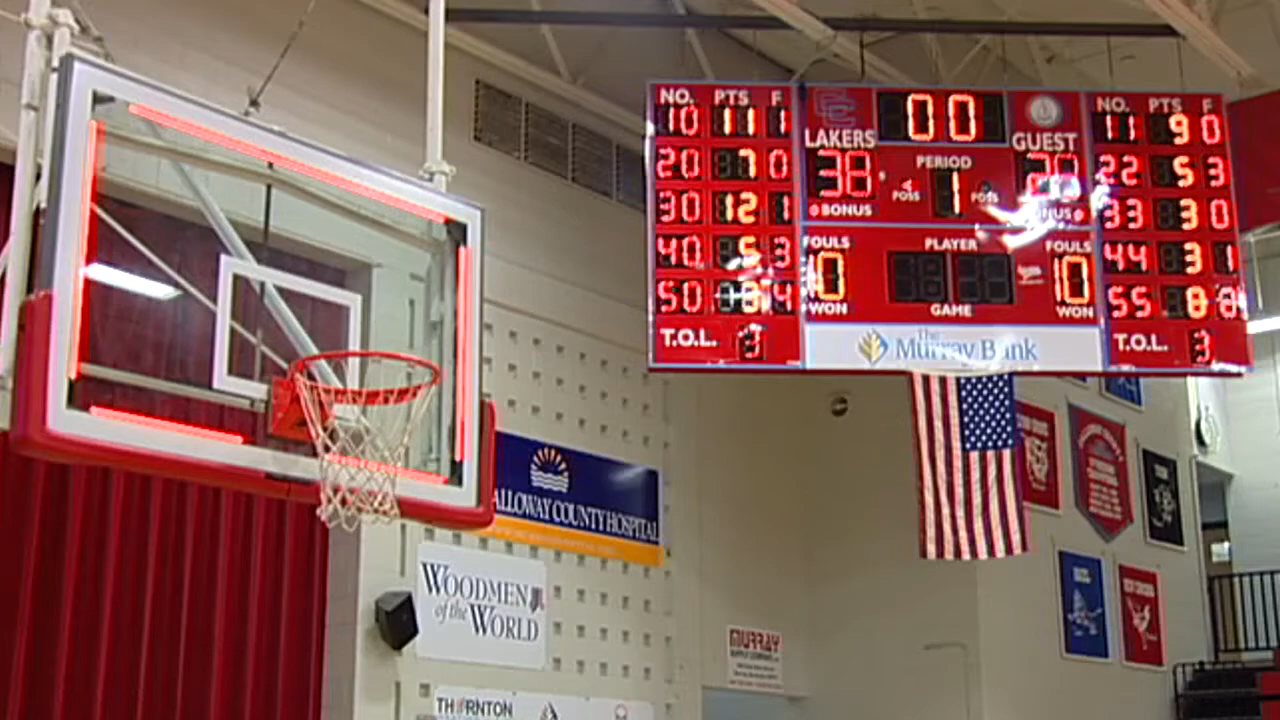 NO. PTS F
10 11 1
20 7 0
30 12 1
40 5 3
50
T.O.L. 3
LAKERS
38
BONUS
00
GUEST
PERIOD
POSS 1 POSS
FOULS
10
WON
PLAYER
GAME
FOULS
10
WON
The
Murray Bank
NO. PTS F
11 9 0
22 5 3
33 3 0
44 3 1
55 8
T.O.L. 3
ALLOWAY COUNTY HOSPITAL
WOODMEN
of the WORLD
MURRAY
THORNTON